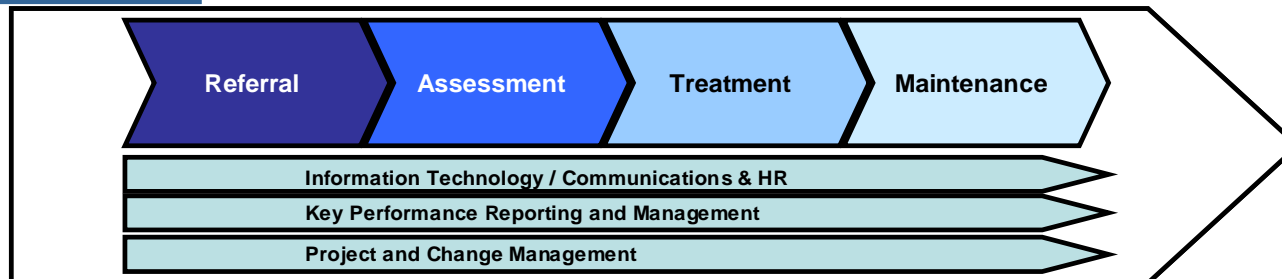 Referral
Assessment
Treatment
Maintenance
Information Technology / Communications & HR
Key Performance Reporting and Management
Project and Change Management